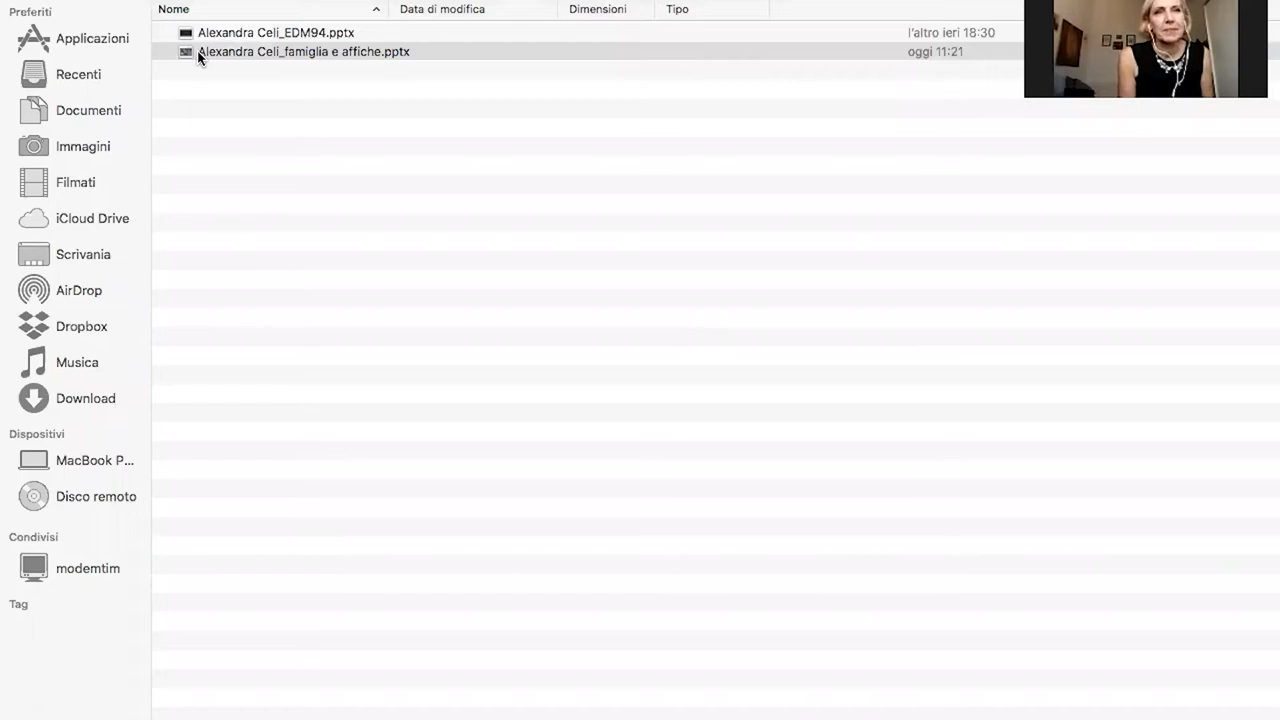 Preferiti
Applicazioni
Recenti
Documenti
Immagini
Filmati
iCloud Drive
Scrivania
AirDrop
Dropbox
Musica
Download
Dispositivi
MacBook P...
Disco remoto
Condivisi
modemtim
Tag
Nome Data di modifica Dimensioni Tipo
Alexandra Celi_EDM94.pptx l'altro ieri 18:30
Alexandra Celi_famiglia e affiche.pptx oggi 11:21